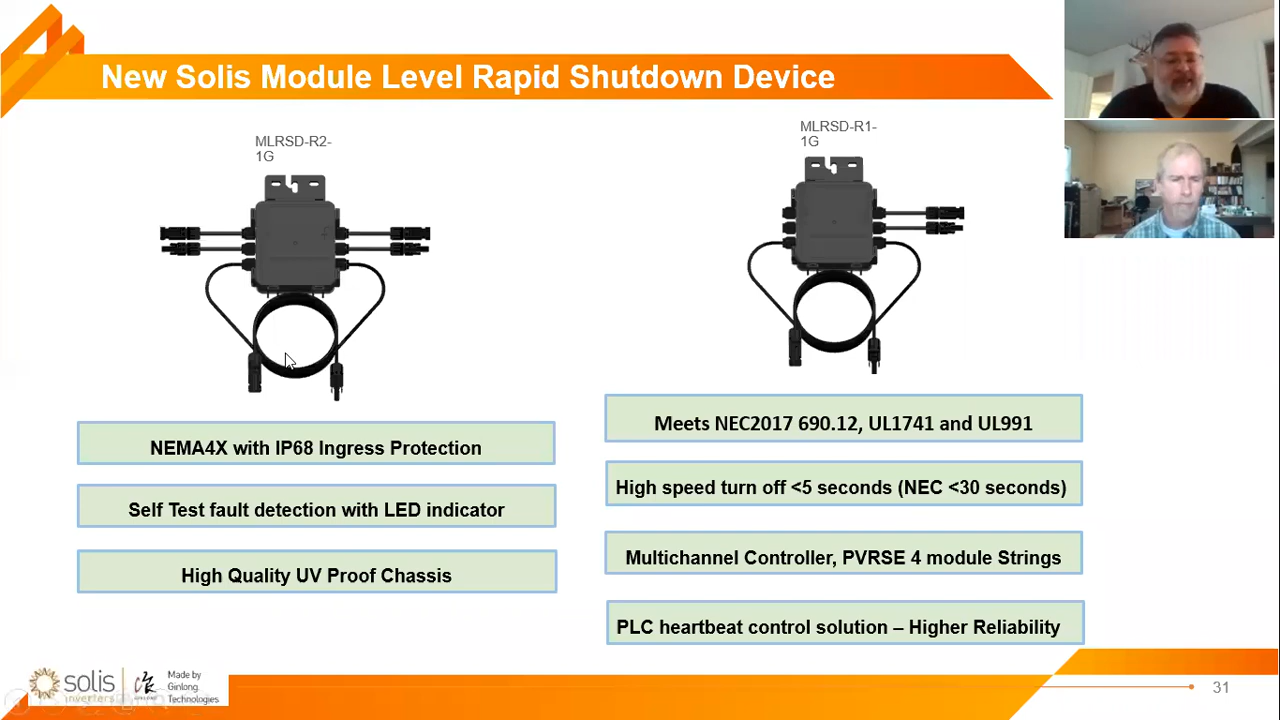 New Solis Module Level Rapid Shutdown Device
MLRSD-R2-
1G
MLRSD-R1-
1G
NEMA4X with IP68 Ingress Protection
Self Test fault detection with LED indicator
High Quality UV Proof Chassis
Meets NEC2017 690.12, UL1741 and UL991
High speed turn off <5 seconds (NEC <30 seconds)
Multichannel Controller, PVRSE 4 module Strings
PLC heartbeat control solution – Higher Reliability
solis
inverters
GINLONG
Made by
Ginlong
Technologies
31